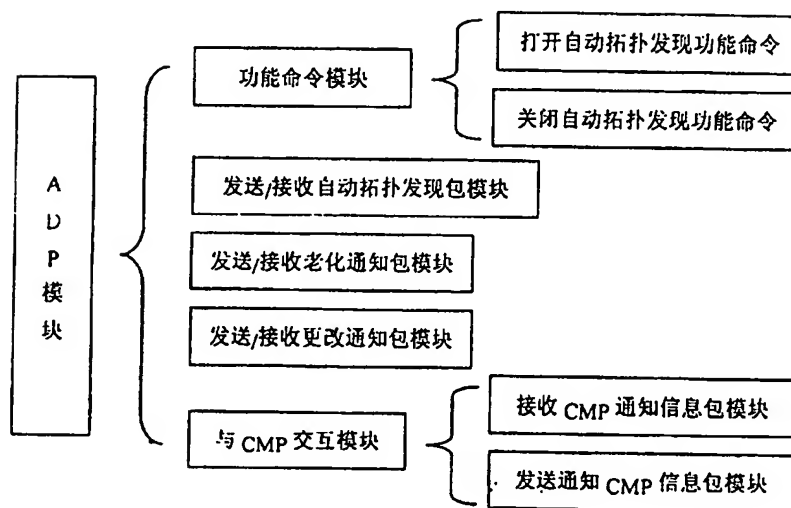 ADP模块
功能命令模块
打开自动拓扑发现功能命令
关闭自动拓扑发现功能命令
发送/接收自动拓扑发现包模块
发送/接收老化通知包模块
发送/接收更改通知包模块
与 CMP 交互模块
接收 CMP 通知信息包模块
发送通知 CMP 信息包模块